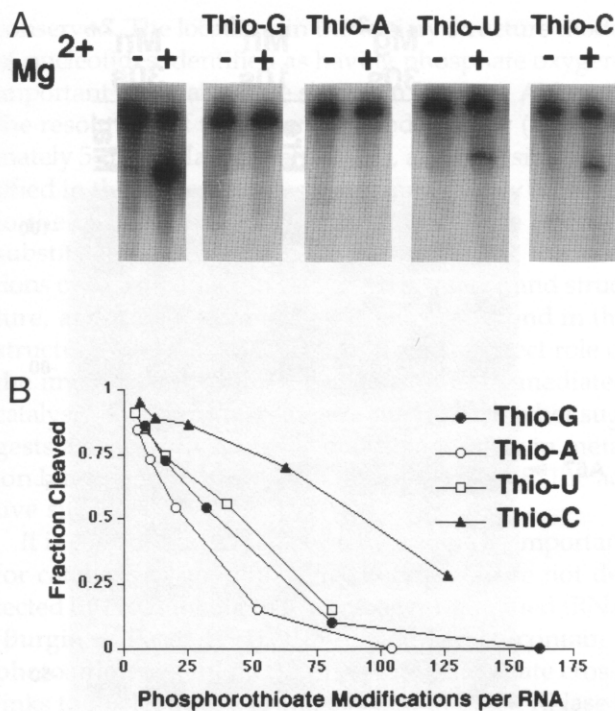 A
Thio-G Thio-A Thio-U Thio-C
Mg 2+ - + - + - + - + - +
B
1
0.75
0.5
0.25
0
Fraction Cleaved
Thio-G
Thio-A
Thio-U
Thio-C
0 25 50 75 100 125 150 175
Phosphorothioate Modifications per RNA